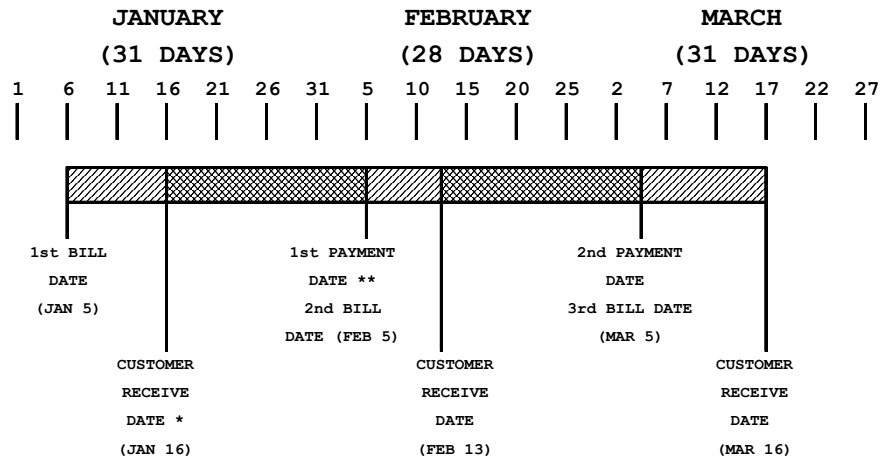 JANUARY FEBRUARY MARCH
(31 DAYS) (28 DAYS) (31 DAYS)
1 6 11 16 21 26 31 5 10 15 20 25 2 7 12 17 22 27
1st BILL
DATE
(JAN 5)
1st PAYMENT
DATE **
2nd BILL
DATE (FEB 5)
2nd PAYMENT
DATE
3rd BILL DATE
(MAR 5)
CUSTOMER
RECEIVE
DATE *
(JAN 16)
CUSTOMER
RECEIVE
DATE
(FEB 13)
CUSTOMER
RECEIVE
DATE
(MAR 16)